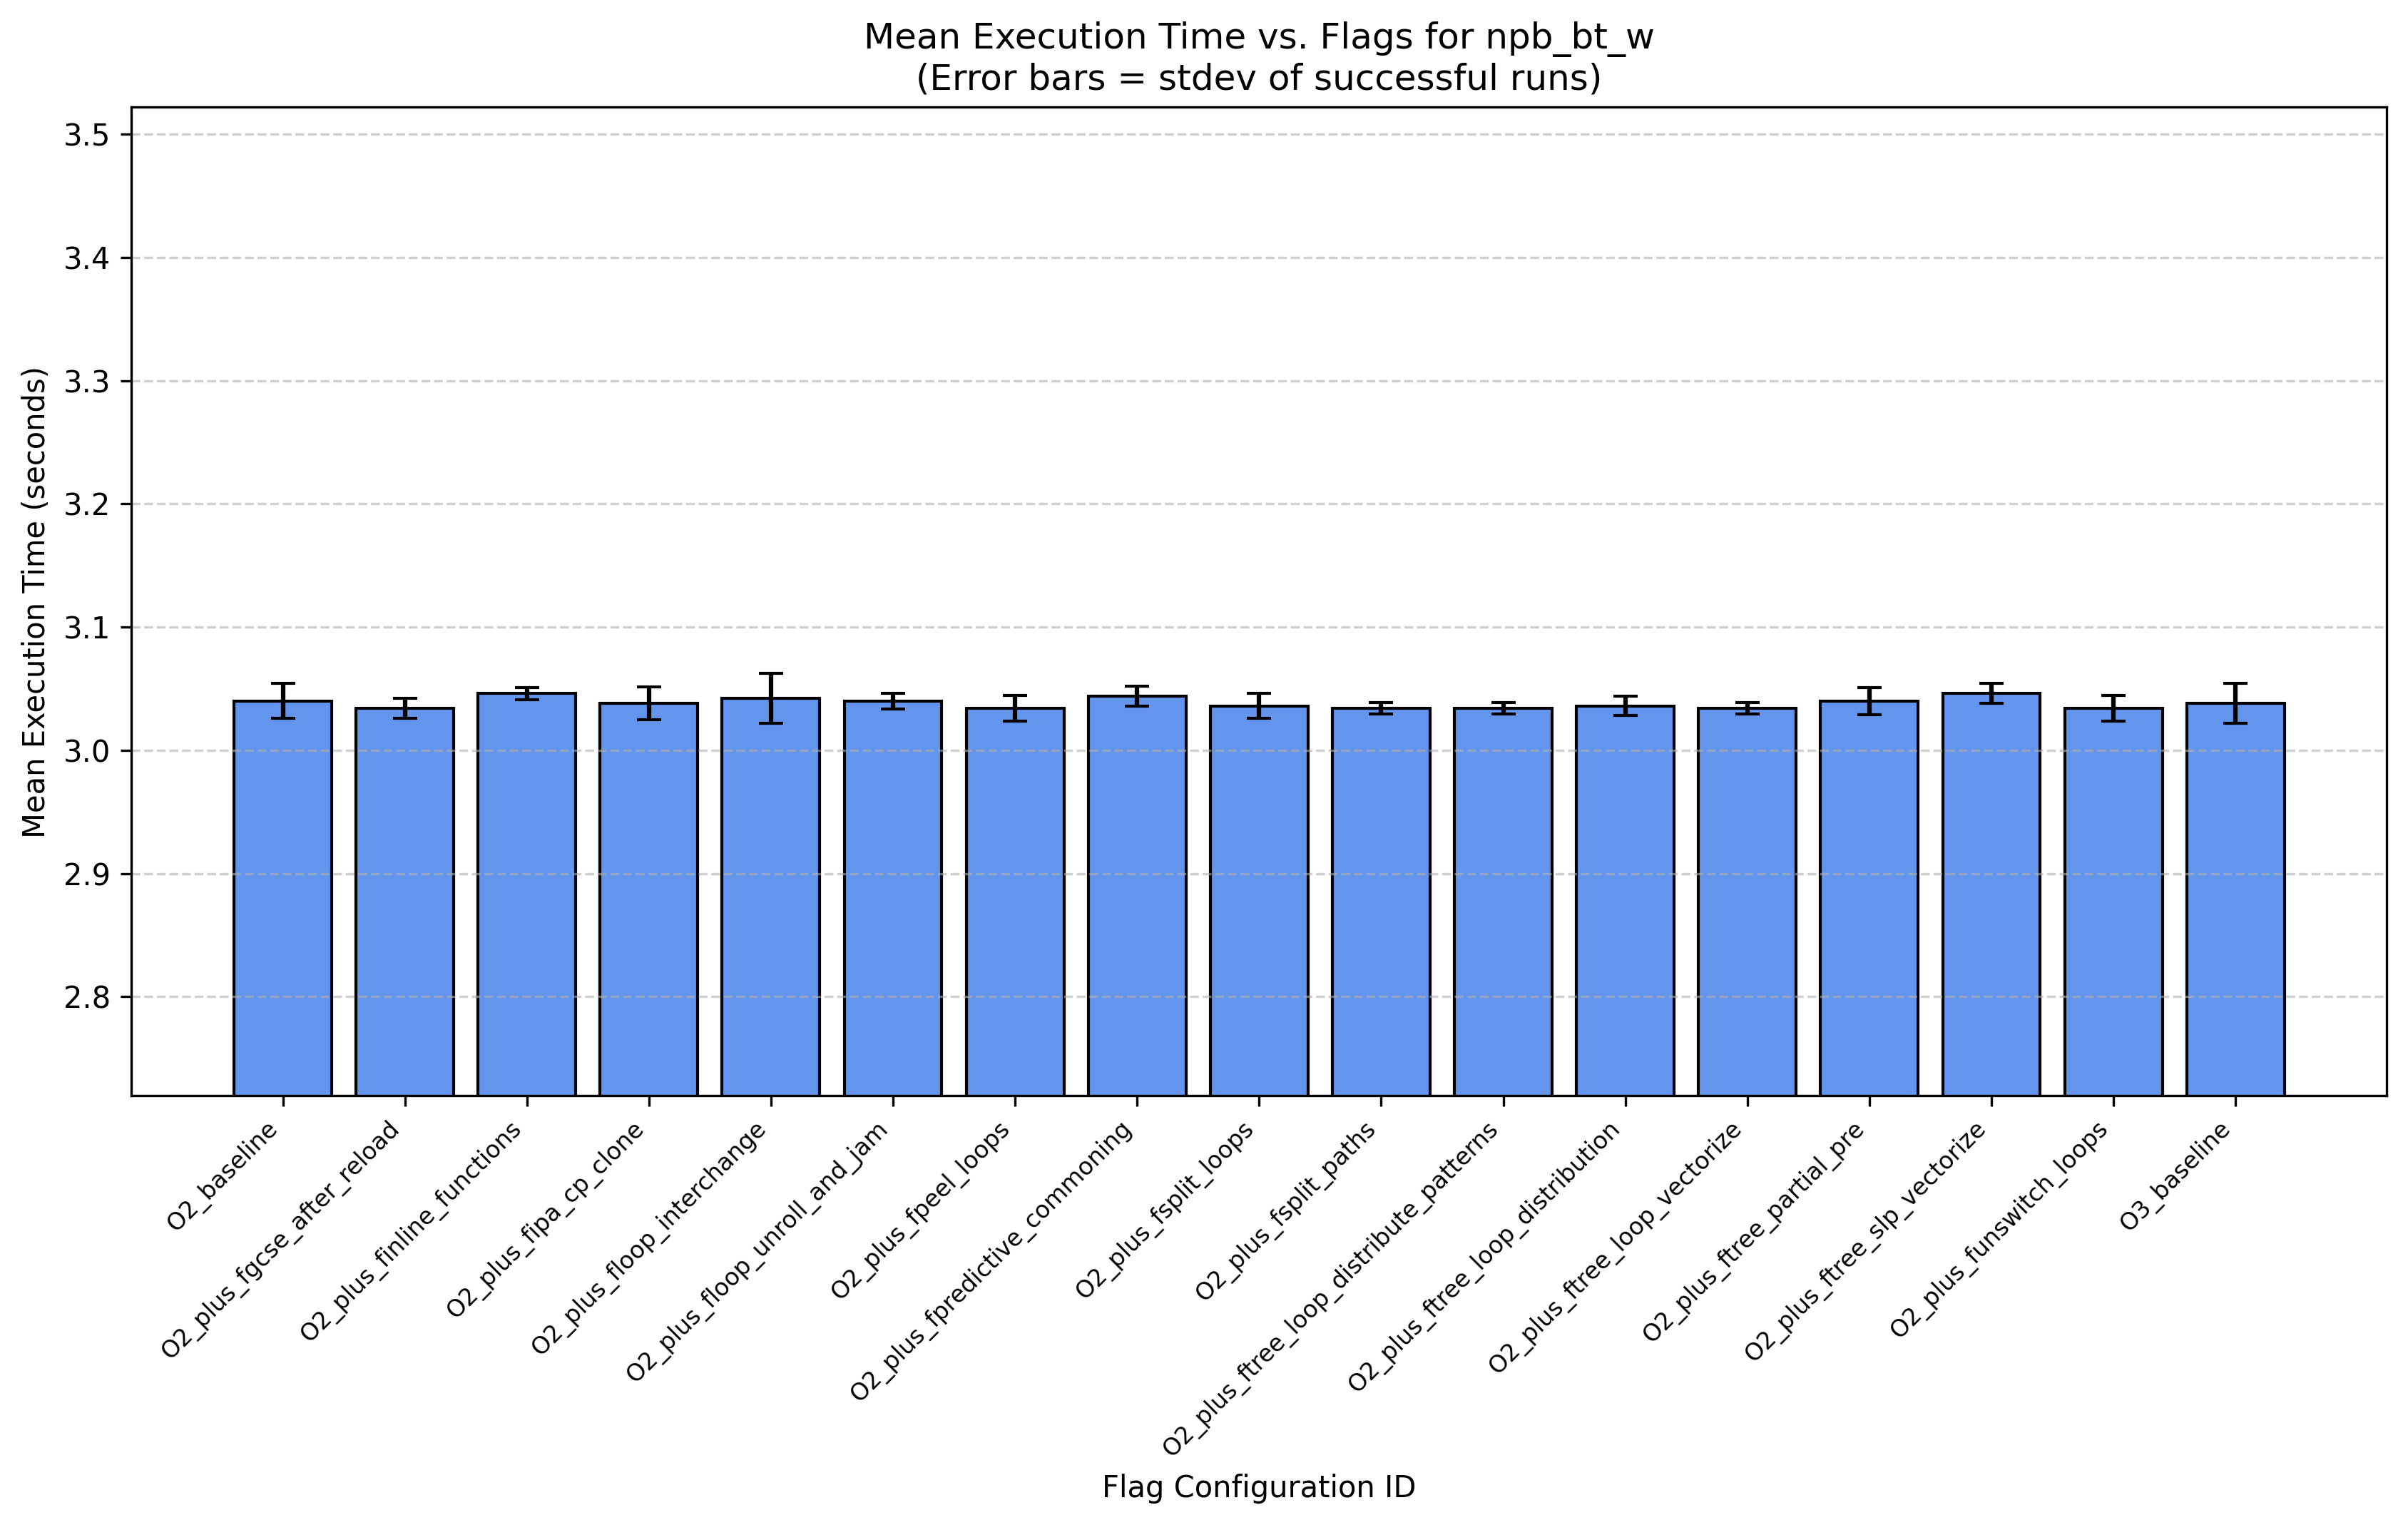 Mean Execution Time vs. Flags for npb_bt_w
(Error bars = stdev of successful runs)
Mean Execution Time (seconds)
3.5
3.4
3.3
3.2
3.1
3.0
2.9
2.8
O2_baseline
O2_plus_fgcse_after_reload
O2_plus_finline_functions
O2_plus_fipa_cp_clone
O2_plus_floop_interchange
O2_plus_floop_unroll_and_jam
O2_plus_fpeel_loops
O2_plus_fpredictive_commoning
O2_plus_fsplit_loops
O2_plus_fsplit_paths
O2_plus_ftree_loop_distribute_patterns
O2_plus_ftree_loop_distribution
O2_plus_ftree_loop_vectorize
O2_plus_ftree_partial_pre
O2_plus_ftree_slp_vectorize
O2_plus_funswitch_loops
O3_baseline
Flag Configuration ID